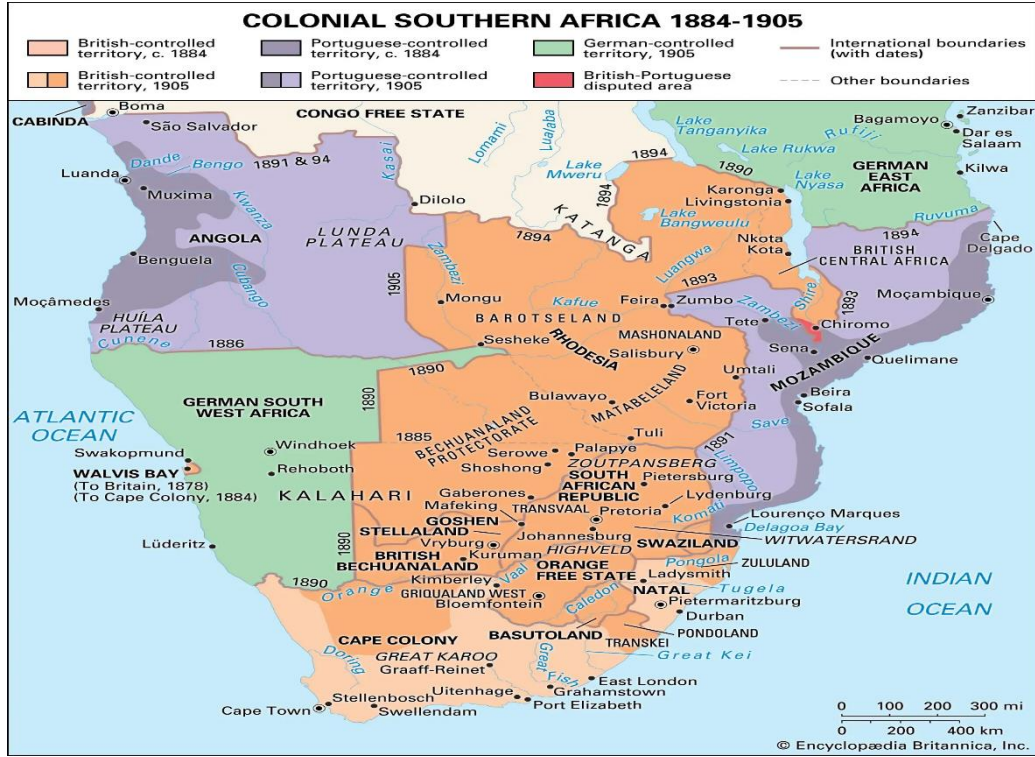 COLONIAL SOUTHERN AFRICA 1884-1905
British-controlled
territory, c. 1884
Portuguese-controlled
territory, c. 1884
German-controlled
territory, 1905
International boundaries
(with dates)
British-controlled
territory, 1905
Portuguese-controlled
territory, 1905
British-Portuguese
disputed area
Other boundaries
Boma
CABINDA
São Salvador
CONGO FREE STATE
Lomami
Lualaba
Kasai
Lake
Tanganyika
Rufiji
Bagamoyo
Zanzibar
Dar es
Salaam
Dande
Bengo
1891 & 94
Lake
Mweru
1894
1894
Lake Rukwa
1890
Lake
Nyasa
GERMAN
EAST
AFRICA
Kilwa
Luanda
Muxima
Kwanza
Dilolo
KATANGA
Karonga
Livingstonia
Lake
Bangweulu
Ruvuma
ANGOLA
LUNDA
PLATEAU
Zambezi
1894
Luangwa
Nkota
Kota
1894
Cape
Delgado
BRITISH
CENTRAL AFRICA
Benguela
Cubango
1905
Mongu
Kafue
1893
Feira
Zumbo
Zambezi
Shire
1893
Moçambique
Moçâmedes
HUÍLA
PLATEAU
Cunene
1886
BAROTSELAND
Sesheke
RHODESIA
MASHONALAND
Salisbury
Tete
Chiromo
Sena
MOZAMBIQUE
Quelimane
1890
1890
GERMAN SOUTH
WEST AFRICA
Umtali
Bulawayo
MATABELELAND
Fort
Victoria
Beira
Sofala
ATLANTIC
OCEAN
Windhoek
1885
BECHUANALAND
PROTECTORATE
Tuli
Save
1891
Swakopmund
WALVIS BAY
(To Britain, 1878)
(To Cape Colony, 1884)
Rehoboth
KALAHARI
Serowe
Palapye
Shoshong
ZOUTPANSBERG
SOUTH
AFRICAN
REPUBLIC
Pietersburg
Limpopo
Gaberones
Mafeking
TRANSVAAL
Pretoria
Lydenburg
Komati
Lourenço Marques
Delagoa Bay
GOSHEN
STELLALAND
Johannesburg
WITWATERSRAND
Lüderitz
1890
Vryburg
Kuruman
HIGHVELD
SWAZILAND
BRITISH
BECHUANALAND
Pongola
ZULULAND
1890
Orange
Kimberley
Vaal
ORANGE
FREE STATE
Ladysmith
Tugela
INDIAN
OCEAN
GRIQUALAND WEST
Bloemfontein
Caledon
NATAL
Pietermaritzburg
Durban
CAPE COLONY
BASUTOLAND
PONDOLAND
TRANSKEI
Great Kei
Doring
GREAT KAROO
Graaff-Reinet
Great
Fish
East London
Grahamstown
Uitenhage
Port Elizabeth
Stellenbosch
Swellendam
Cape Town
0 100 200 300 mi
0 200 400 km
© Encyclopædia Britannica, Inc.